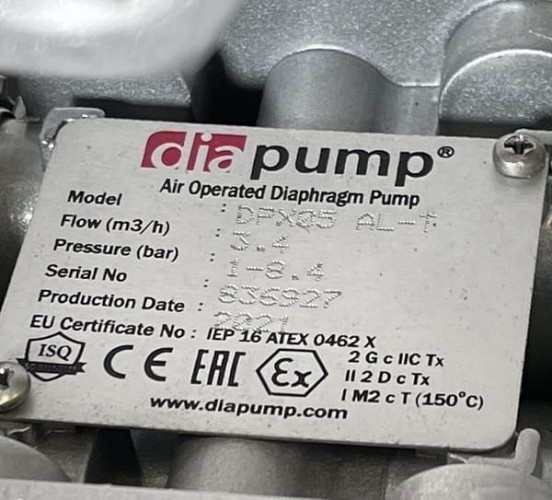 diapump®
Air Operated Diaphragm Pump
Model : DPX05 AL-T
Flow (m3/h) : 3.4
Pressure (bar) : 1-8.4
Serial No : 836927
Production Date : 2021
EU Certificate No : IEP 16 ATEX 0462 X
ISQ CE EAC Ex
2 G c IIC Tx
II 2 D c Tx
I M2 c T (150°C)
www.diapump.com